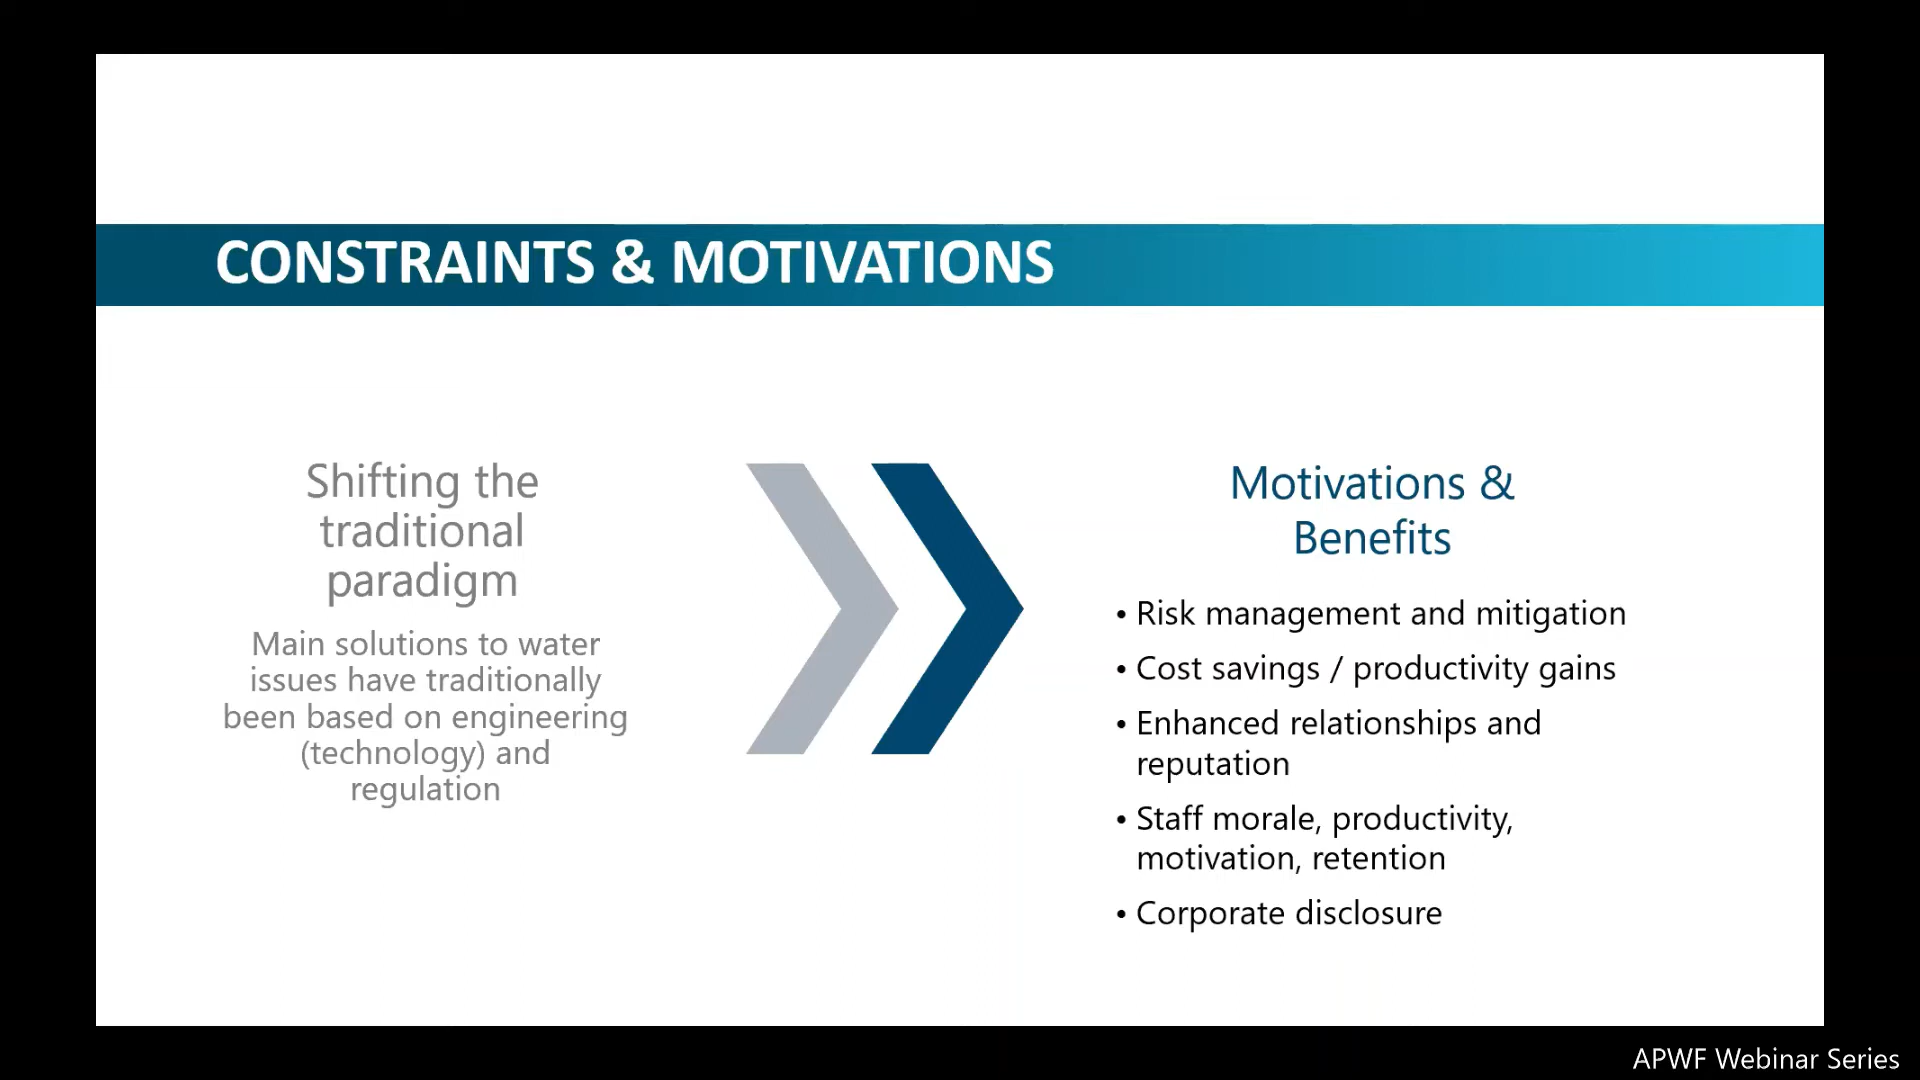 CONSTRAINTS & MOTIVATIONS
Shifting the
traditional
paradigm
Main solutions to water
issues have traditionally
been based on engineering
(technology) and
regulation
Motivations &
Benefits
• Risk management and mitigation
• Cost savings / productivity gains
• Enhanced relationships and
reputation
• Staff morale, productivity,
motivation, retention
• Corporate disclosure
APWF Webinar Series